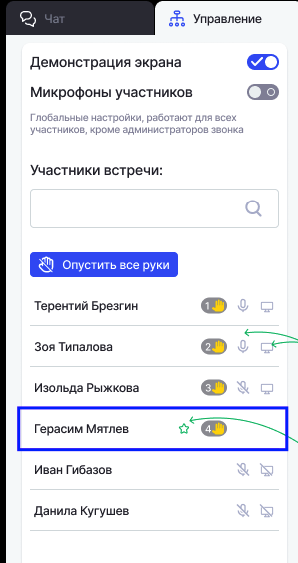 Чат
Управление
Демонстрация экрана
Микрофоны участников
Глобальные настройки, работают для всех
участников, кроме администраторов звонка
Участники встречи:
Опустить все руки
Терентий Брезгин 1
Зоя Типалова 2
Изольда Рыжкова 3
Герасим Мятлев 4
Иван Гибазов
Данила Кугушев